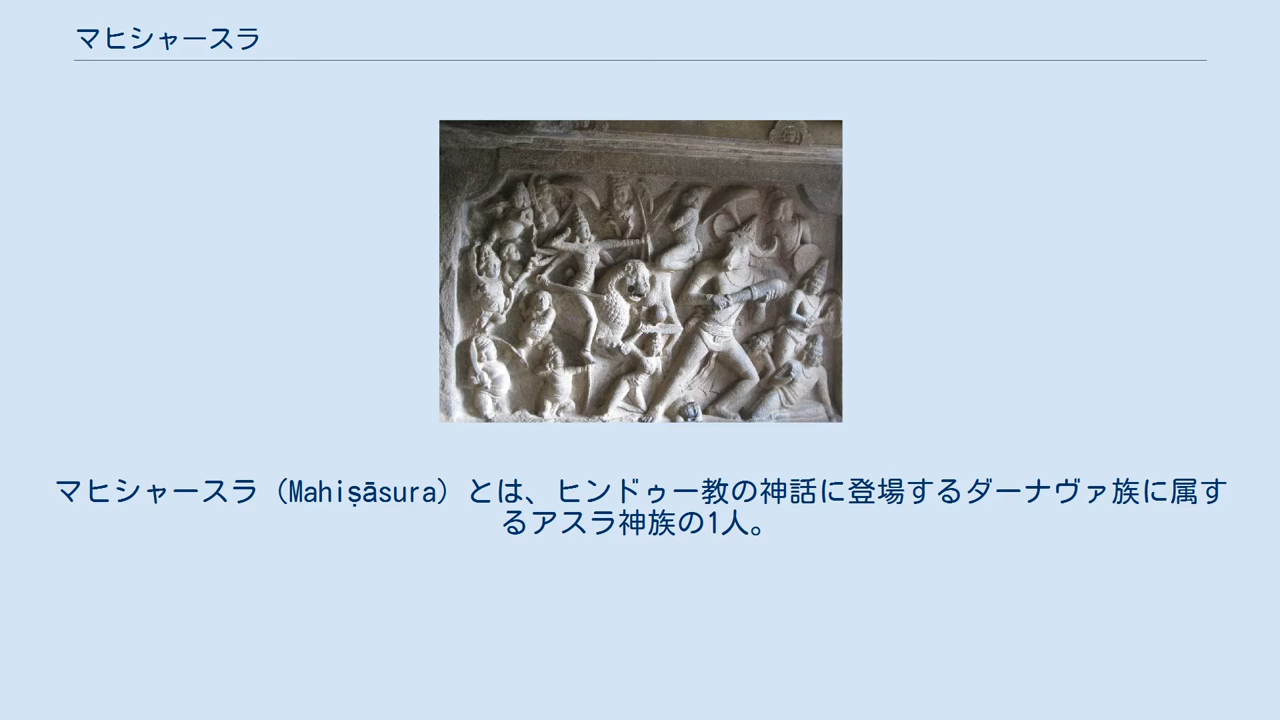 マヒシャースラ
マヒシャースラ（Mahiṣāsura）とは、ヒンドゥー教の神話に登場するダーナヴァ族に属す
るアスラ神族の1人。